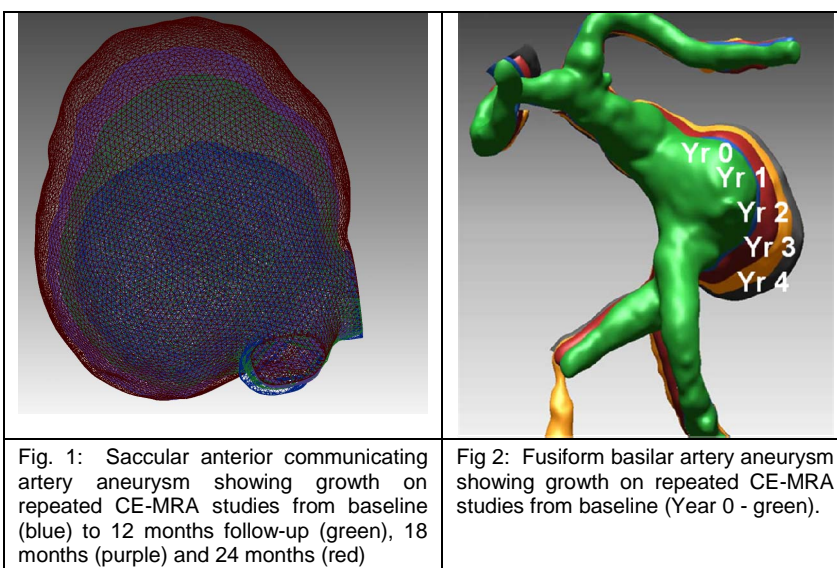 Yr 0
Yr 1
Yr 2
Yr 3
Yr 4
Fig. 1: Saccular anterior communicating
artery aneurysm showing growth on
repeated CE-MRA studies from baseline
(blue) to 12 months follow-up (green), 18
months (purple) and 24 months (red)
Fig 2: Fusiform basilar artery aneurysm
showing growth on repeated CE-MRA
studies from baseline (Year 0 - green).